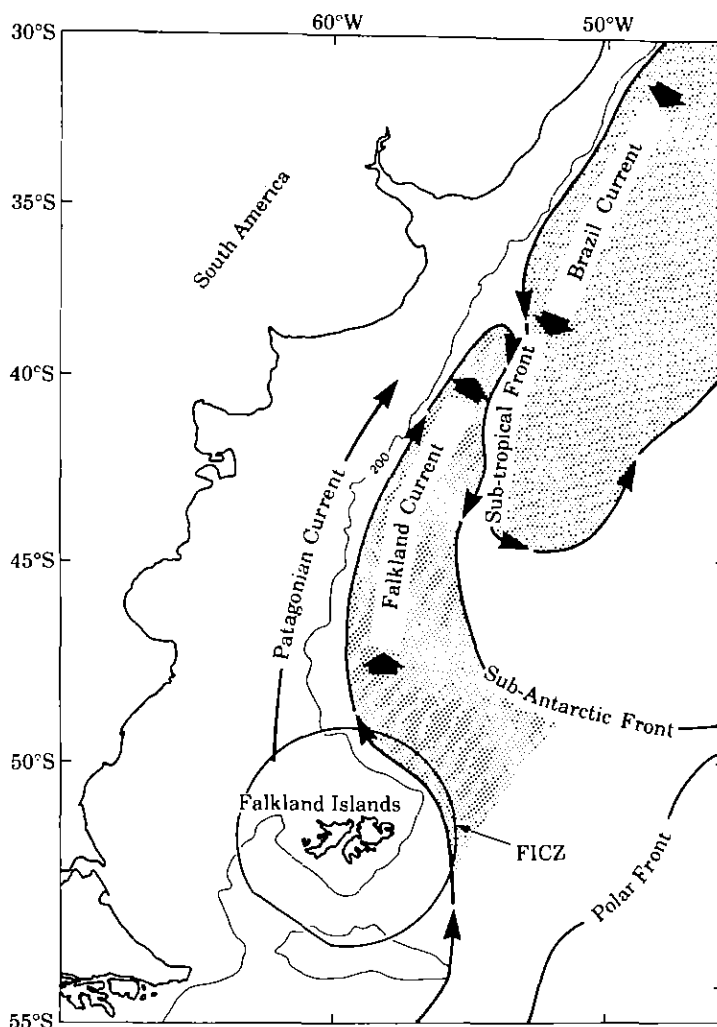 60°W
50°W
30°S
35°S
40°S
45°S
50°S
55°S
South America
Brazil Current
Sub-tropical Front
200
Falkland Current
Patagonian Current
Sub-Antarctic Front
Falkland Islands
FICZ
Polar Front